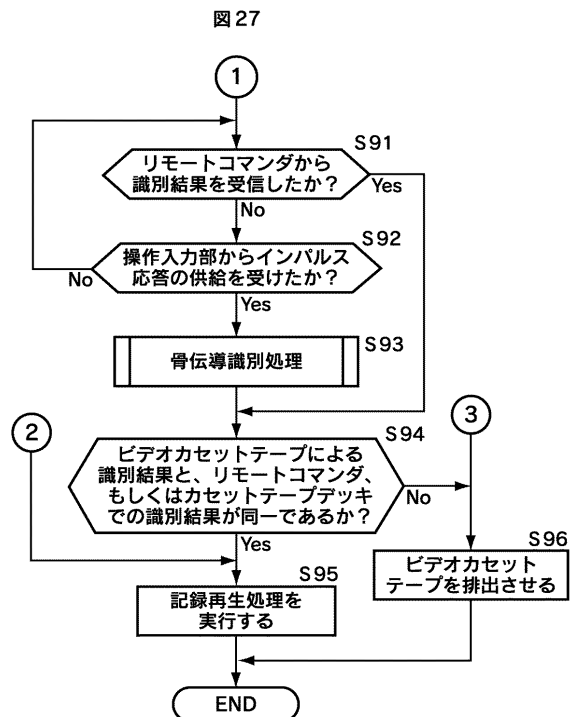 図27
1
S91
リモートコマンダから
識別結果を受信したか？
Yes
No
S92
操作入力部からインパルス
応答の供給を受けたか？
No
Yes
S93
骨伝導識別処理
2
3
S94
ビデオカセットテープによる
識別結果と、リモートコマンダ、
もしくはカセットテープデッキ
での識別結果が同一であるか？
No
Yes
S95
記録再生処理を
実行する
S96
ビデオカセット
テープを排出させる
END